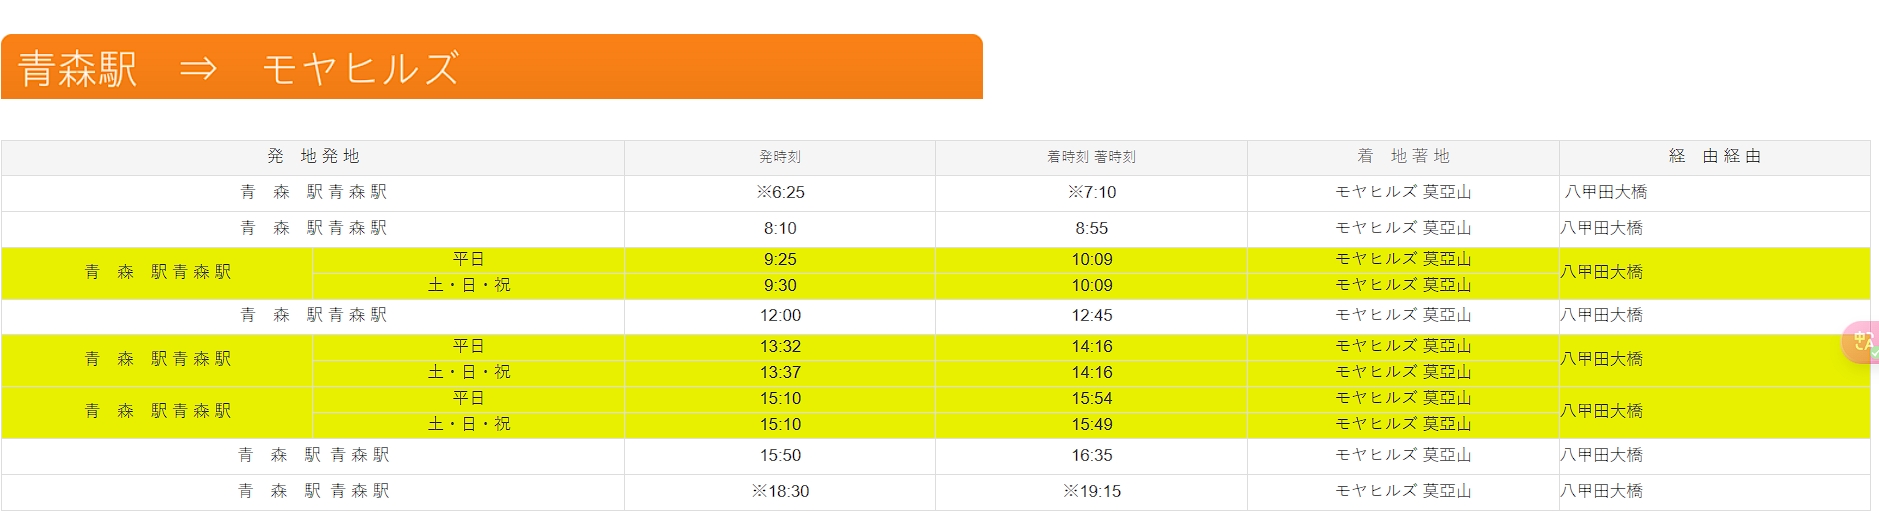 青森駅　⇒　モヤヒルズ
発　地 発 地 発時刻 着時刻 著時刻 着　地 著 地 経　由 経 由
青　森　駅 青 森 駅 ※6:25 ※7:10 モヤヒルズ 莫亞山 八甲田大橋
青　森　駅 青 森 駅 8:10 8:55 モヤヒルズ 莫亞山 八甲田大橋
青　森　駅 青 森 駅 平日 9:25 10:09 モヤヒルズ 莫亞山 八甲田大橋
土・日・祝 9:30 10:09 モヤヒルズ 莫亞山
青　森　駅 青 森 駅 12:00 12:45 モヤヒルズ 莫亞山 八甲田大橋
青　森　駅 青 森 駅 平日 13:32 14:16 モヤヒルズ 莫亞山 八甲田大橋
土・日・祝 13:37 14:16 モヤヒルズ 莫亞山
青　森　駅 青 森 駅 平日 15:10 15:54 モヤヒルズ 莫亞山 八甲田大橋
土・日・祝 15:10 15:49 モヤヒルズ 莫亞山
青　森　駅 青 森 駅 15:50 16:35 モヤヒルズ 莫亞山 八甲田大橋
青　森　駅 青 森 駅 ※18:30 ※19:15 モヤヒルズ 莫亞山 八甲田大橋